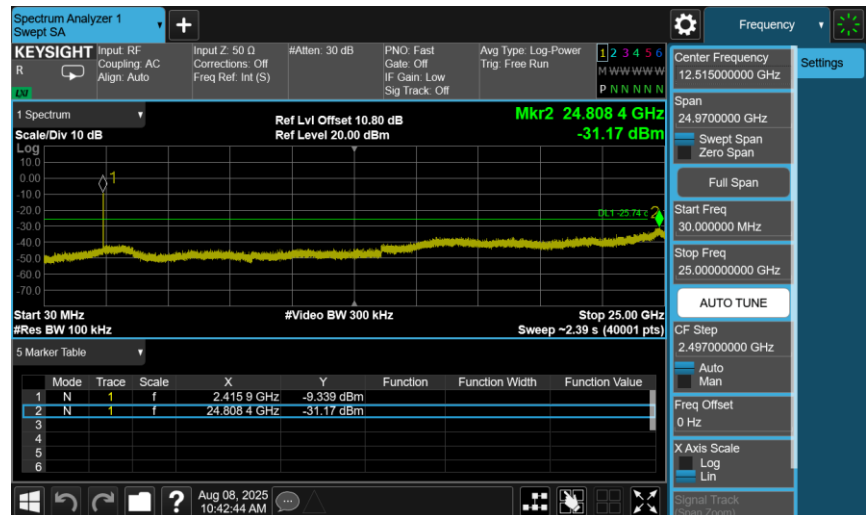 Spectrum Analyzer 1
Swept SA
Frequency
KEYSIGHT
R
LXI
Input: RF
Coupling: AC
Align: Auto
Input Z: 50 Ω
Corrections: Off
Freq Ref: Int (S)
#Atten: 30 dB
PNO: Fast
Gate: Off
IF Gain: Low
Sig Track: Off
Avg Type: Log-Power
Trig: Free Run
1 2 3 4 5 6
M W W W W W
P N N N N N
1 Spectrum
Scale/Div 10 dB
Ref Lvl Offset 10.80 dB
Ref Level 20.00 dBm
Mkr2 24.808 4 GHz
-31.17 dBm
Log
10.0
0.00
-10.0
-20.0
-30.0
-40.0
-50.0
-60.0
-70.0
1
DL1 -25.74
2
Start 30 MHz
#Res BW 100 kHz
#Video BW 300 kHz
Stop 25.00 GHz
Sweep ~2.39 s (40001 pts)
5 Marker Table
Mode Trace Scale X Y Function Function Width Function Value
1 N 1 f 2.415 9 GHz -9.339 dBm
2 N 1 f 24.808 4 GHz -31.17 dBm
3
4
5
6
?
Aug 08, 2025
10:42:44 AM
Center Frequency
12.515000000 GHz
Settings
Span
24.9700000 GHz
Swept Span
Zero Span
Full Span
Start Freq
30.000000 MHz
Stop Freq
25.000000000 GHz
AUTO TUNE
CF Step
2.497000000 GHz
Auto
Man
Freq Offset
0 Hz
X Axis Scale
Log
Lin
Signal Track
(Span Zoom)